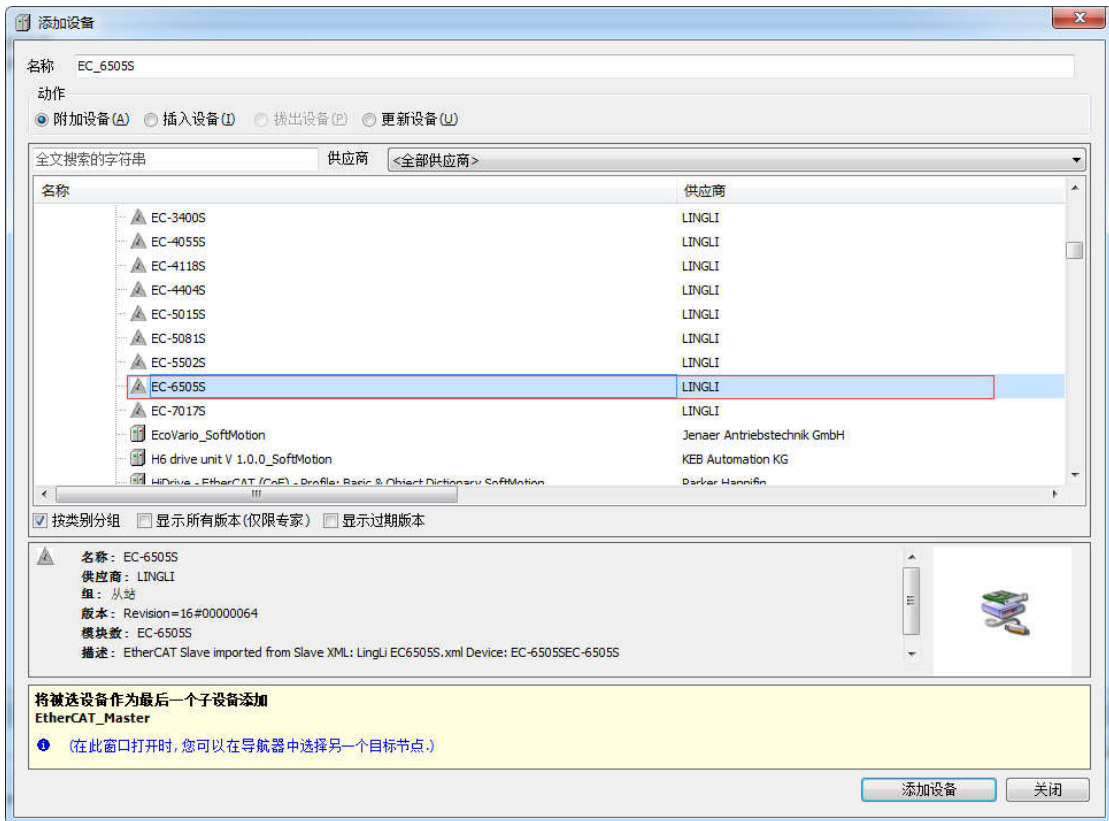 添加设备
名称 EC_6505S
动作
附加设备(A) 插入设备(I) 拔出设备(P) 更新设备(U)
全文搜索的字符串 供应商 <全部供应商>
名称 供应商
EC-3400S LINGLI
EC-4055S LINGLI
EC-4118S LINGLI
EC-4404S LINGLI
EC-5015S LINGLI
EC-5081S LINGLI
EC-5502S LINGLI
EC-6505S LINGLI
EC-7017S LINGLI
EcoVario_SoftMotion Jenaer Antriebstechnik GmbH
H6 drive unit V 1.0.0_SoftMotion KEB Automation KG
HiDrive - EtherCAT (CoE) - Profile: Basic & Object Dictionary SoftMotion Parker Hannifin
按类别分组 显示所有版本(仅限专家) 显示过期版本
名称: EC-6505S
供应商: LINGLI
组: 从站
版本: Revision=16#00000064
模块数: EC-6505S
描述: EtherCAT Slave imported from Slave XML: LingLi EC6505S.xml Device: EC-6505SEC-6505S
将被选设备作为最后一个子设备添加
EtherCAT_Master
(在此窗口打开时,您可以在导航器中选择另一个目标节点.)
添加设备 关闭